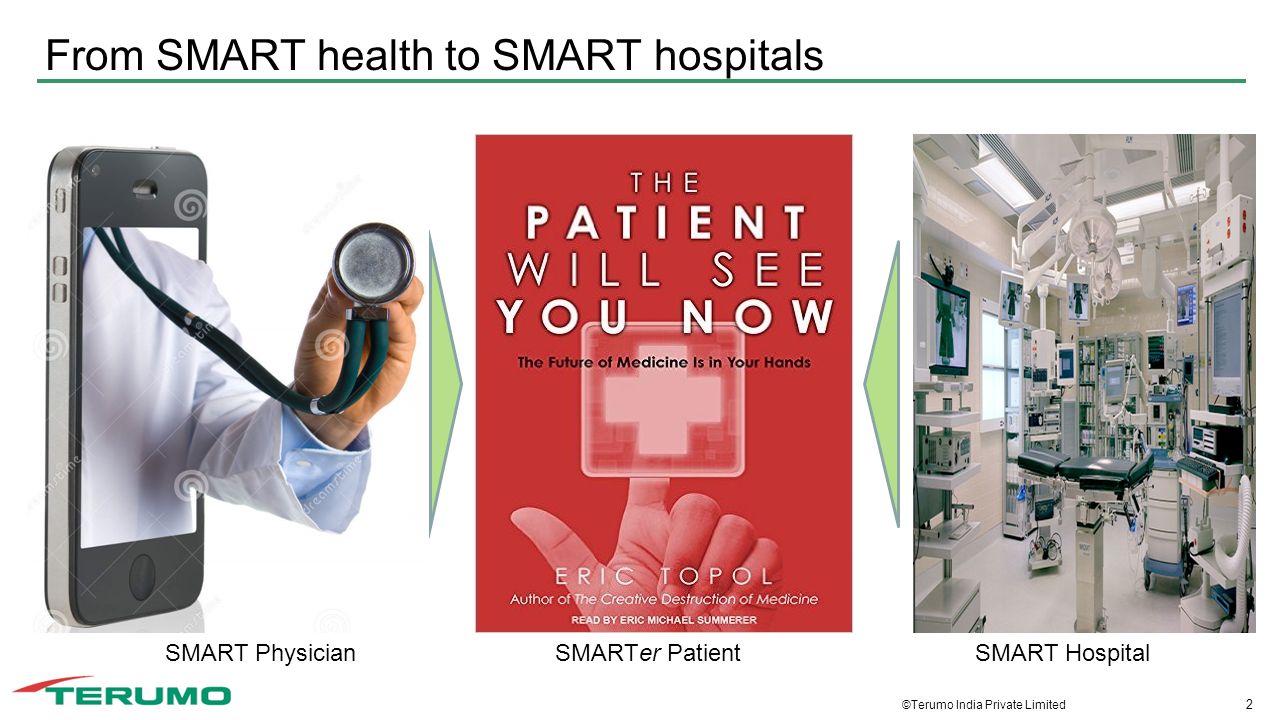 From SMART health to SMART hospitals
THE
PATIENT
WILL SEE
YOU NOW
The Future of Medicine Is in Your Hands
ERIC TOPOL
Author of The Creative Destruction of Medicine
READ BY ERIC MICHAEL SUMMERER
SMART Physician
SMARTer Patient
SMART Hospital
TERUMO
©Terumo India Private Limited
2